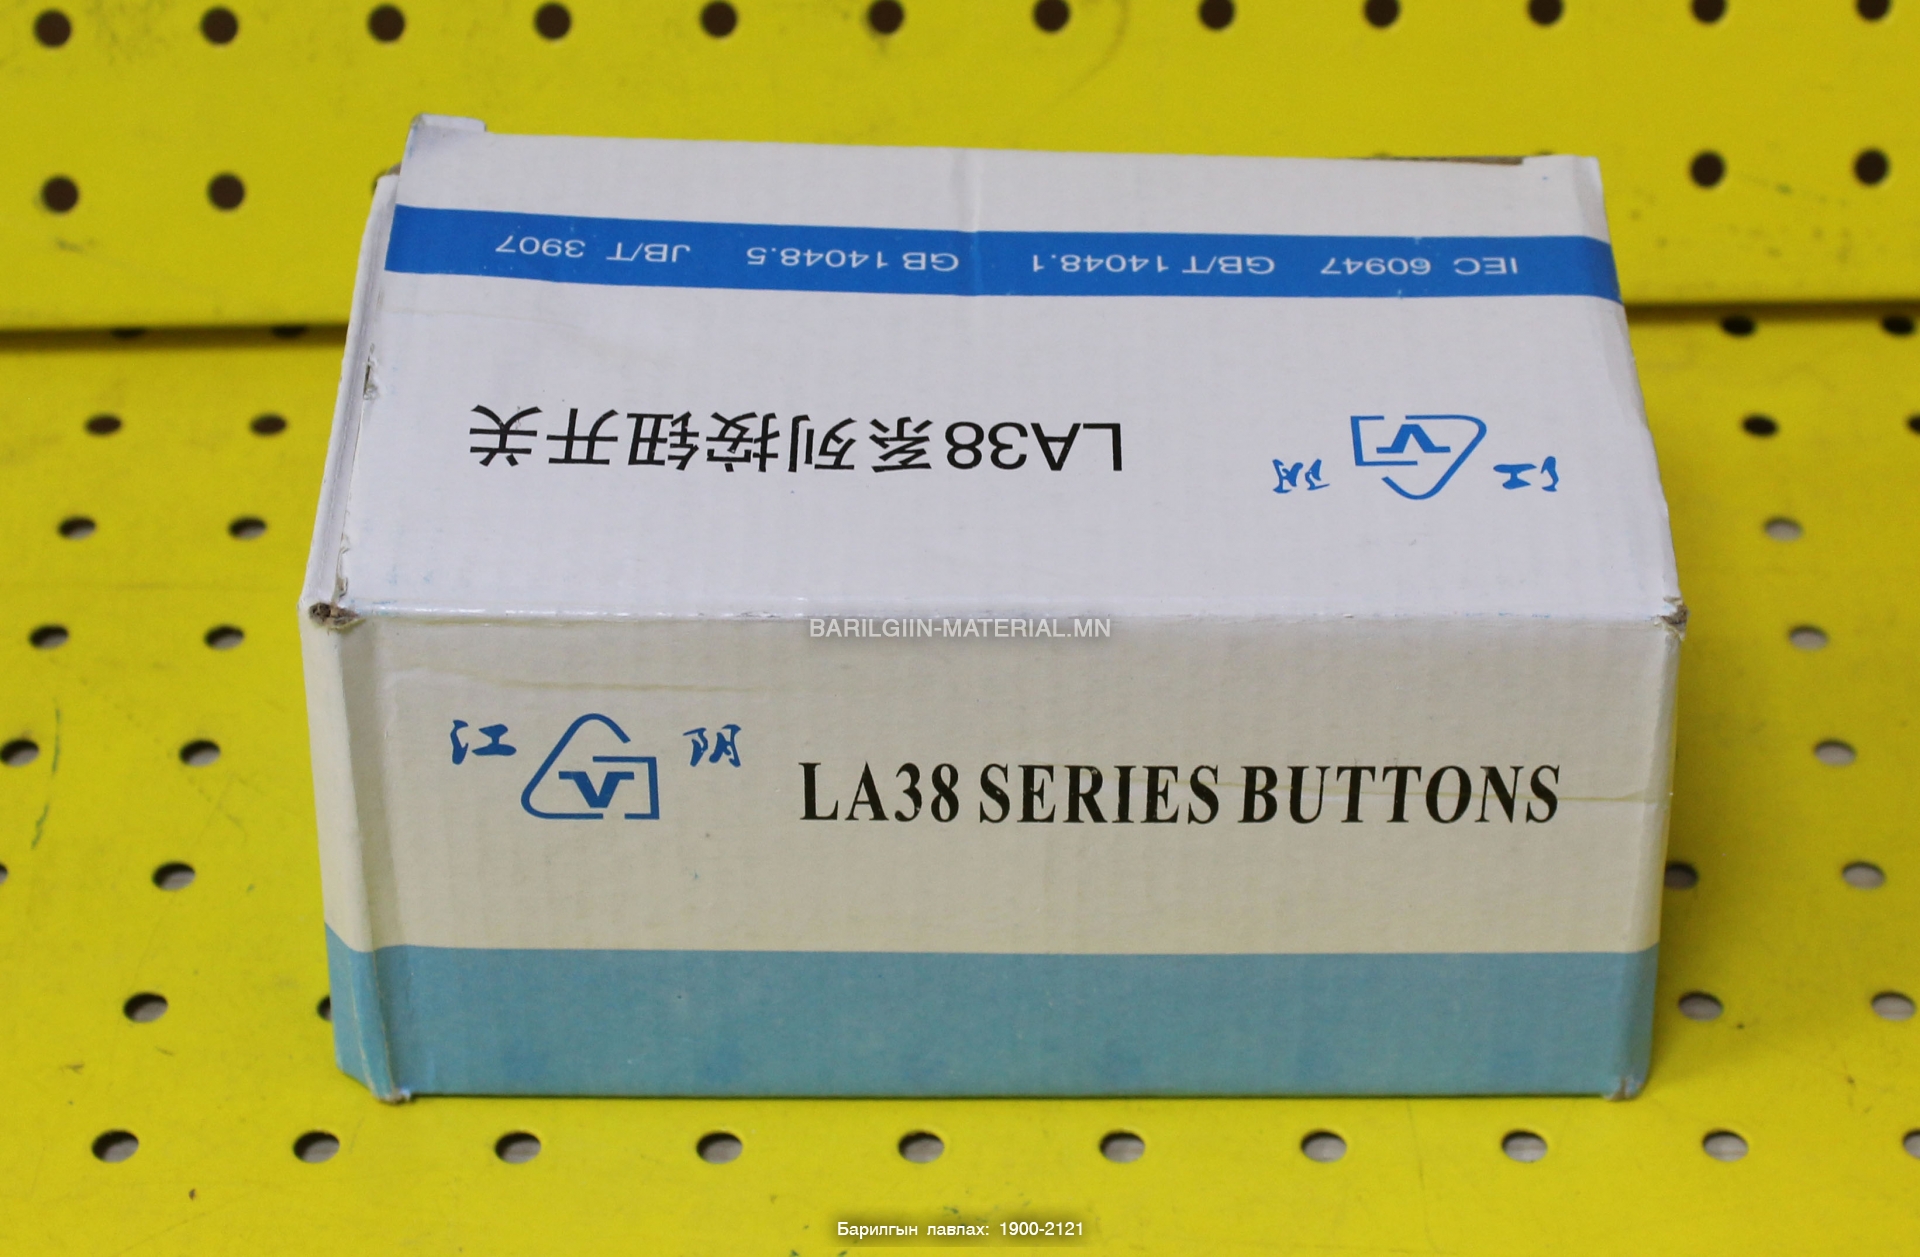 IEC 60947 GB/T 14048.1 GB 14048.5 JB/T 3907
江 阴 LA38系列按钮开关
BARILGIIN-MATERIAL.MN
江 阴 LA38 SERIES BUTTONS
Барилгын лавлах: 1900-2121